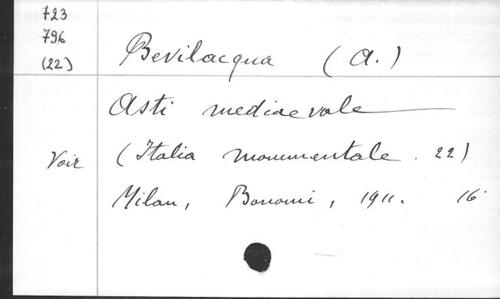 723
796
(22)
Bevilacqua (A.)
Asti mediaevale
Voir
(Italia monumentale. 22)
Milan, Bonomi, 1911. 16°